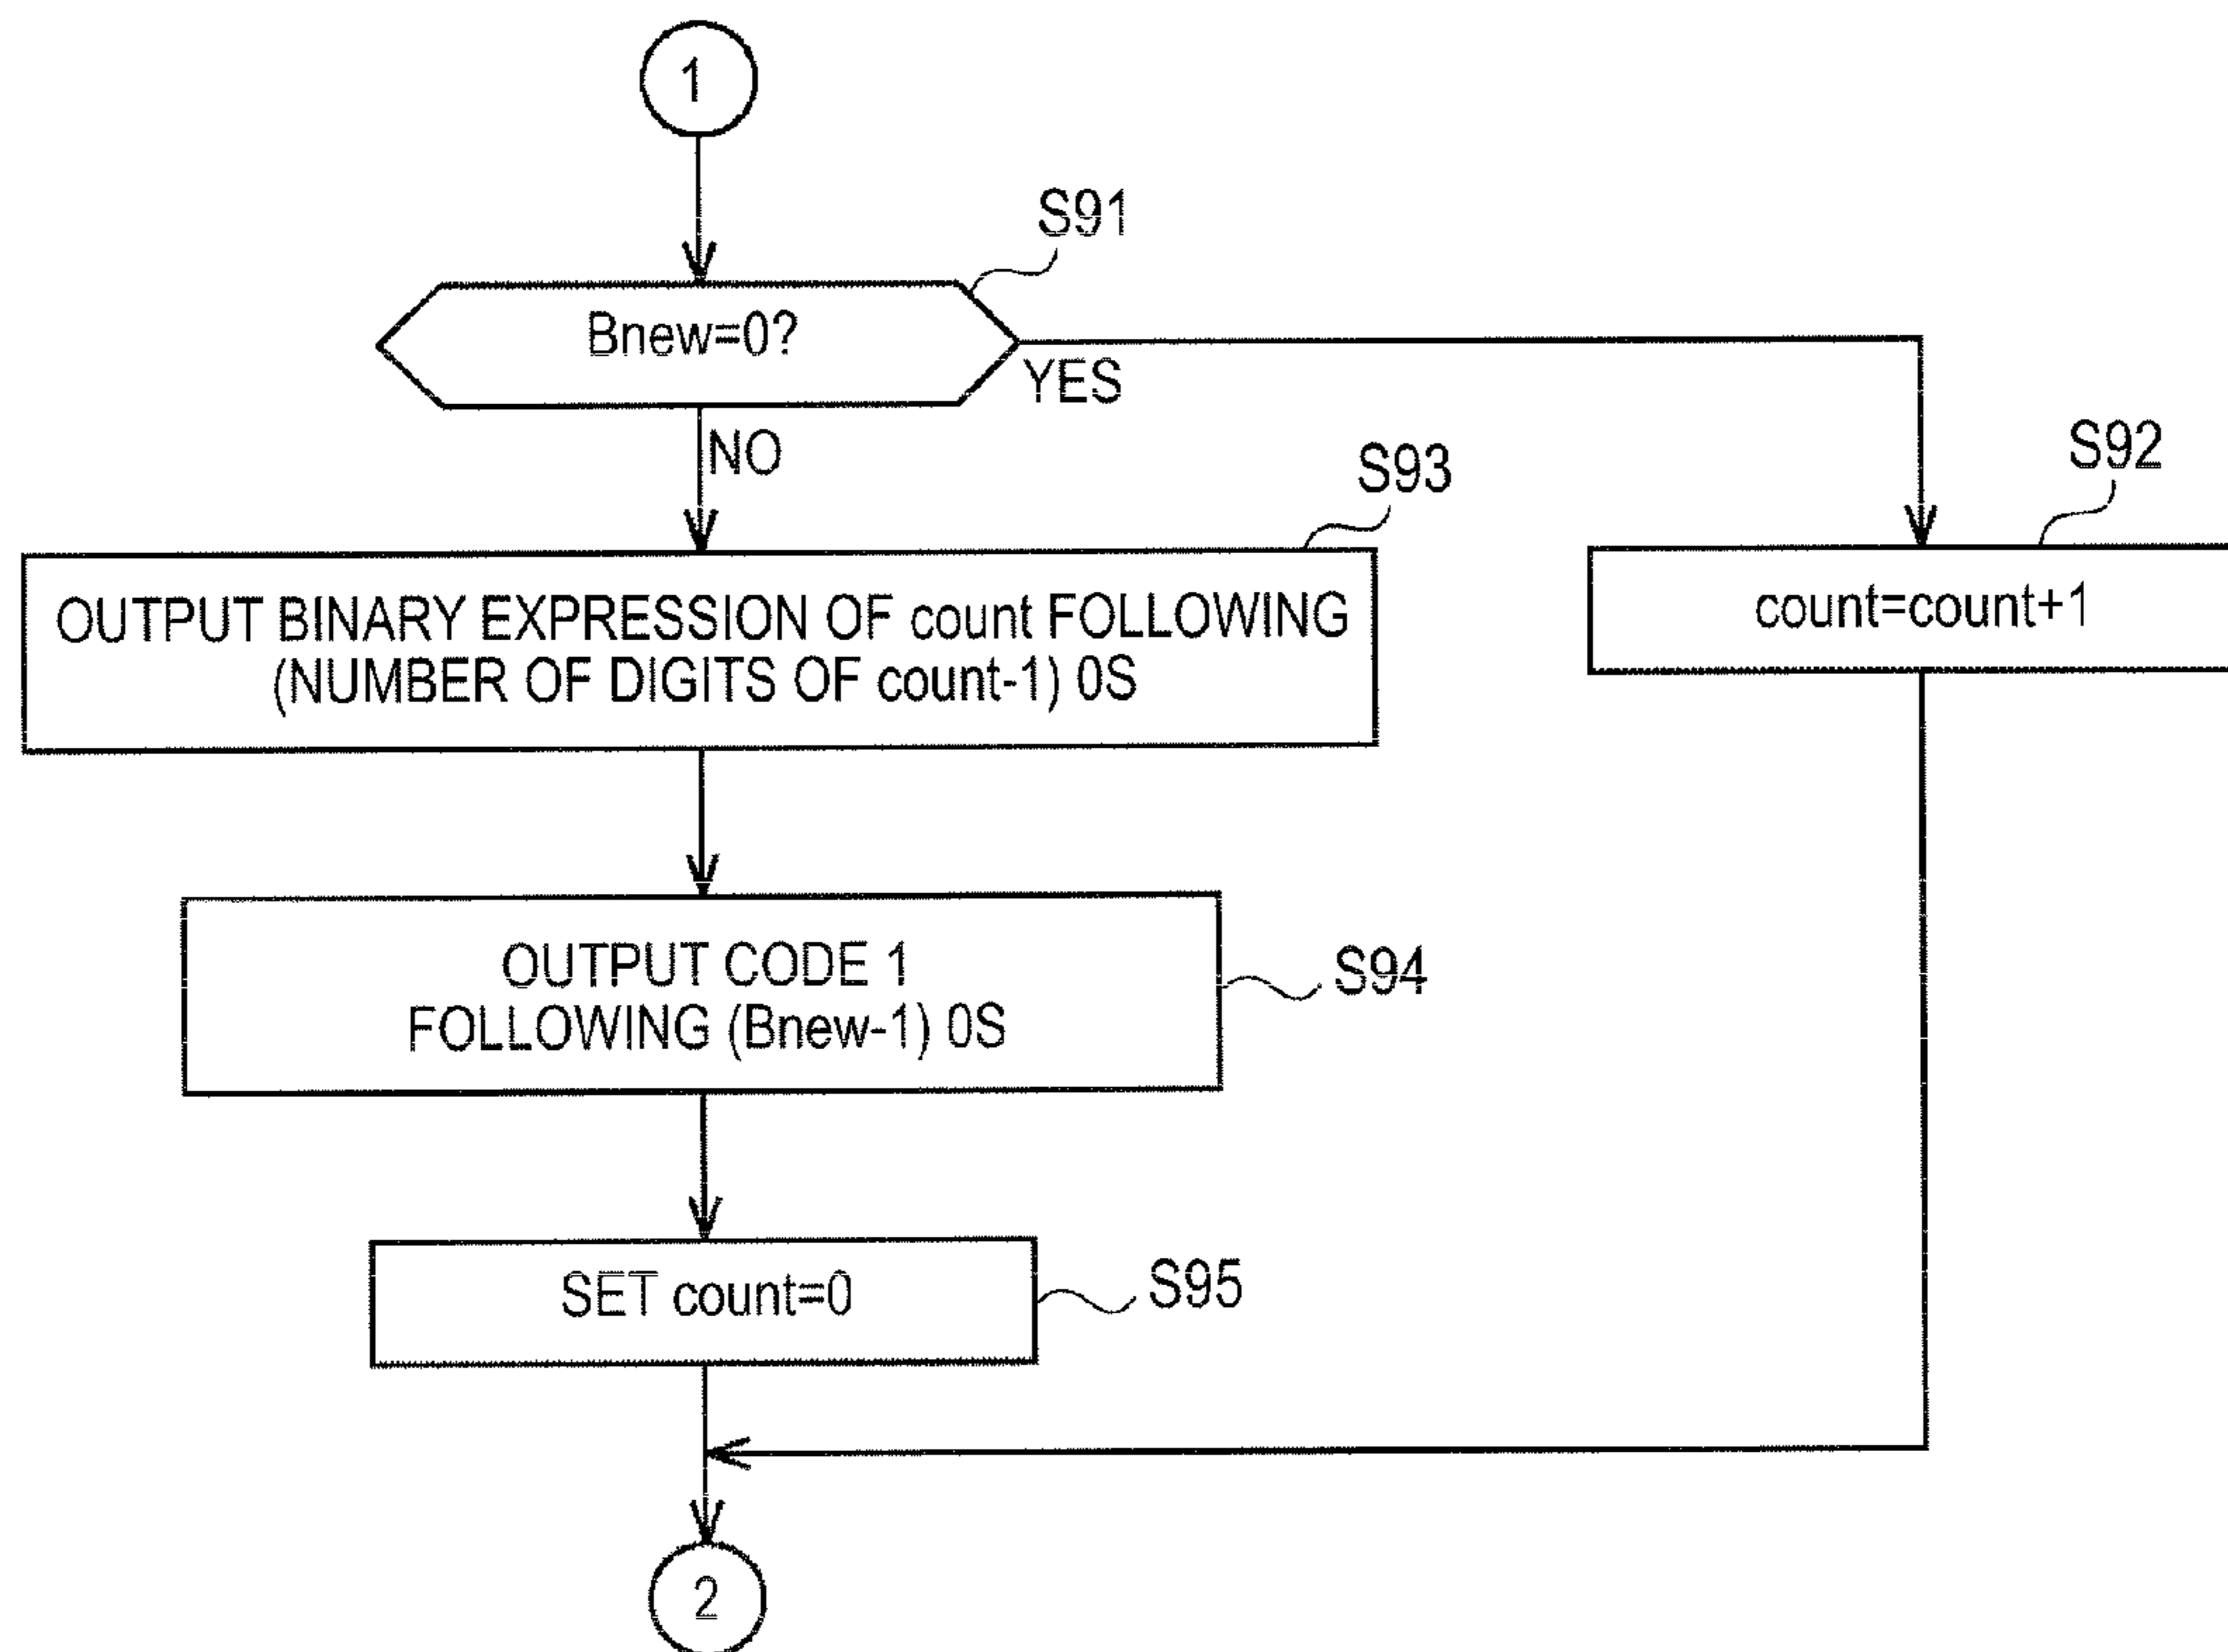 1
S91
Bnew=0?
YES
NO
S93
S92
OUTPUT BINARY EXPRESSION OF count FOLLOWING
(NUMBER OF DIGITS OF count-1) 0S
count=count+1
OUTPUT CODE 1
FOLLOWING (Bnew-1) 0S
S94
SET count=0
S95
2